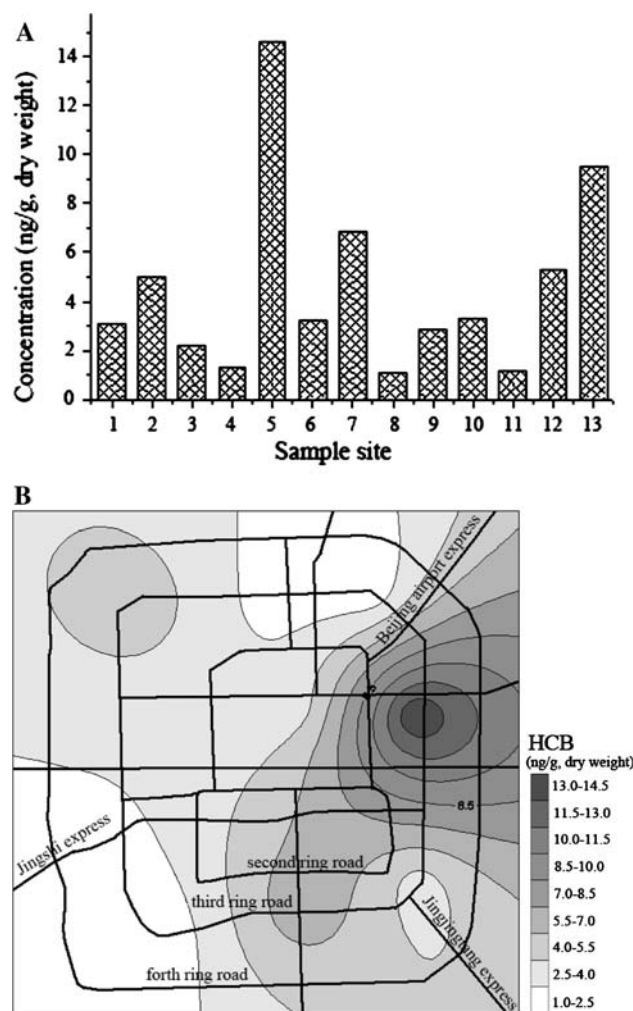 A
Concentration (ng/g, dry weight)
14
12
10
8
6
4
2
0
1 2 3 4 5 6 7 8 9 10 11 12 13
Sample site
B
Beijing airport express
8.5
Jingshi express
second ring road
third ring road
forth ring road
Jingjingtang express
HCB
(ng/g, dry weight)
13.0-14.5
11.5-13.0
10.0-11.5
8.5-10.0
7.0-8.5
5.5-7.0
4.0-5.5
2.5-4.0
1.0-2.5